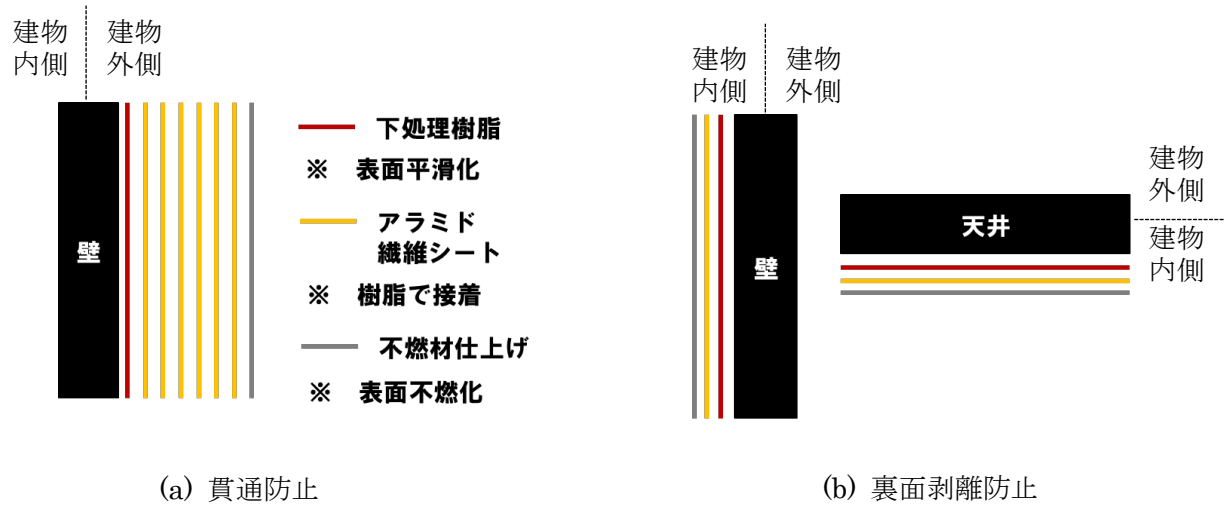 建物
内側
建物
外側
壁
下処理樹脂
※ 表面平滑化
アラミド
繊維シート
※ 樹脂で接着
不燃材仕上げ
※ 表面不燃化
(a) 貫通防止
建物
内側
建物
外側
壁
天井
建物
外側
建物
内側
(b) 裏面剥離防止